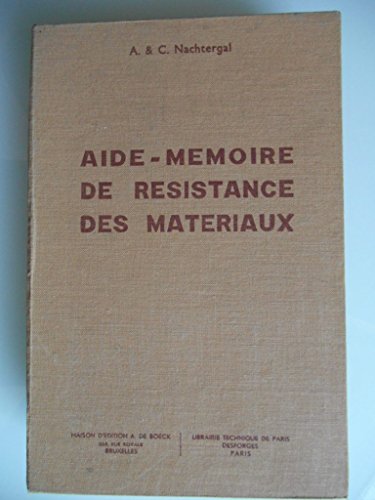 A. & C. Nachtergal
AIDE-MEMOIRE
DE RESISTANCE
DES MATERIAUX
MAISON D'EDITION A. DE BOECK
RUE ROYALE
BRUXELLES
LIBRAIRIE TECHNIQUE DE PARIS
DESFORGES
PARIS